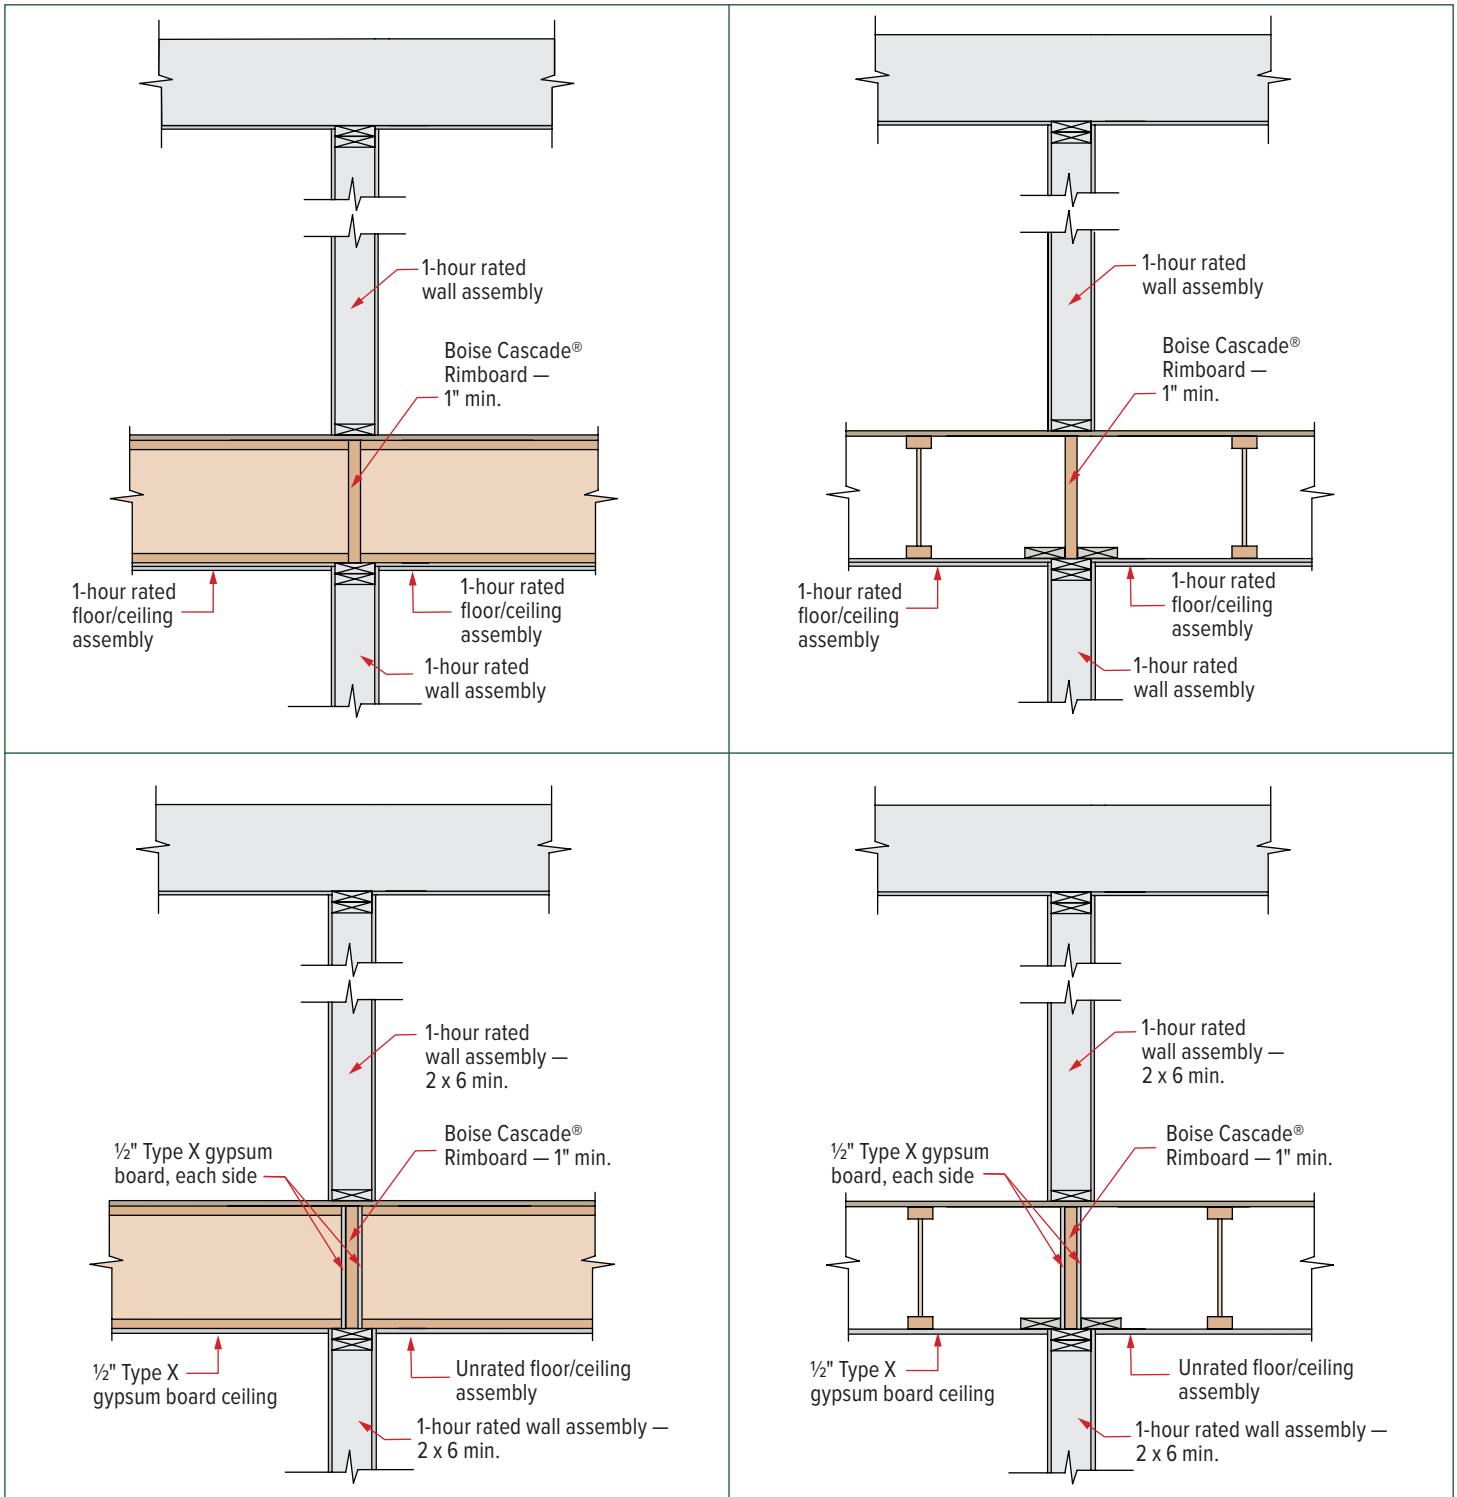 1-hour rated
wall assembly
Boise Cascade®
Rimboard —
1" min.
1-hour rated
floor/ceiling
assembly
1-hour rated
floor/ceiling
assembly
1-hour rated
wall assembly
1-hour rated
wall assembly
Boise Cascade®
Rimboard —
1" min.
1-hour rated
floor/ceiling
assembly
1-hour rated
floor/ceiling
assembly
1-hour rated
wall assembly
1-hour rated
wall assembly —
2 x 6 min.
½" Type X gypsum
board, each side
Boise Cascade®
Rimboard — 1" min.
½" Type X
gypsum board ceiling
Unrated floor/ceiling
assembly
1-hour rated wall assembly —
2 x 6 min.
1-hour rated
wall assembly —
2 x 6 min.
½" Type X gypsum
board, each side
Boise Cascade®
Rimboard — 1" min.
½" Type X
gypsum board ceiling
Unrated floor/ceiling
assembly
1-hour rated wall assembly —
2 x 6 min.